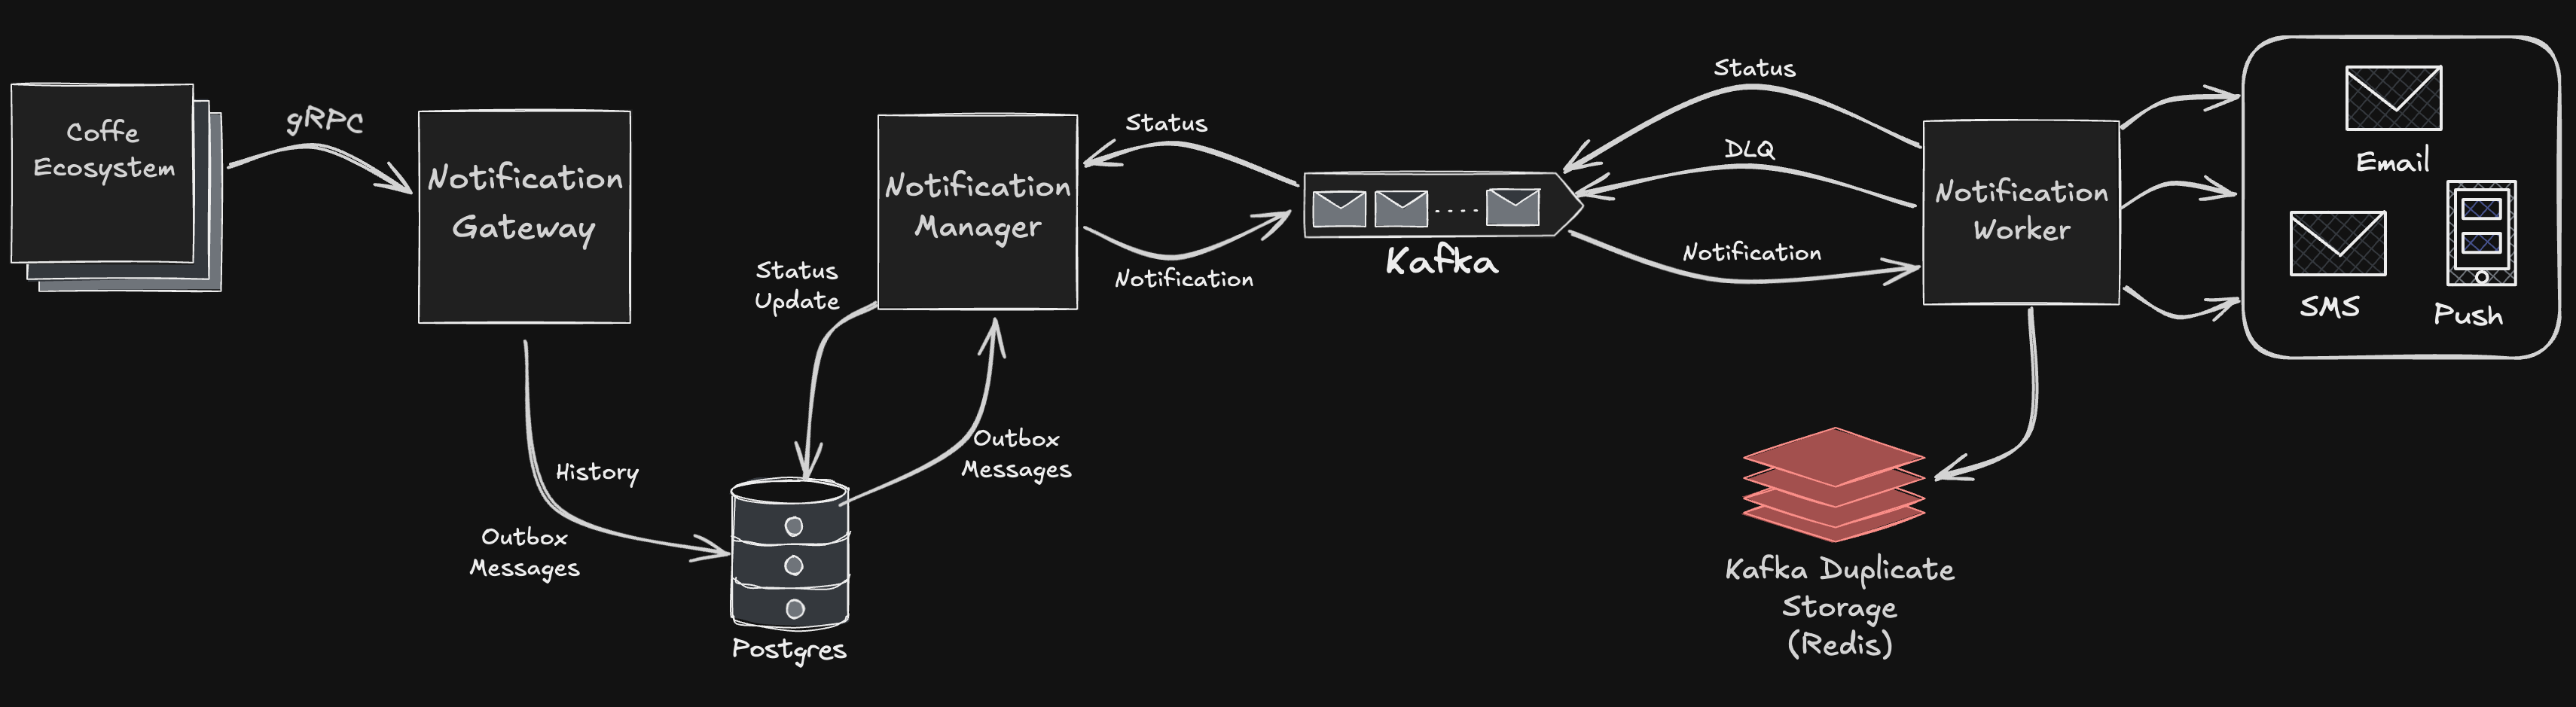 Coffe
Ecosystem
gRPC
Notification
Gateway
History
Outbox
Messages
Postgres
Status
Update
Outbox
Messages
Notification
Manager
Status
Notification
Kafka
Status
DLQ
Notification
Notification
Worker
Kafka Duplicate
Storage
(Redis)
Email
SMS
Push